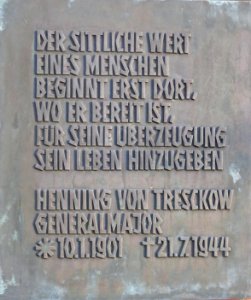 DER SITTLICHE WERT
EINES MENSCHEN
BEGINNT ERST DORT,
WO ER BEREIT IST,
FÜR SEINE ÜBERZEUGUNG
SEIN LEBEN HINZUGEBEN
HENNING VON TRESCKOW
GENERALMAJOR
* 10.1.1901 † 21.7.1944